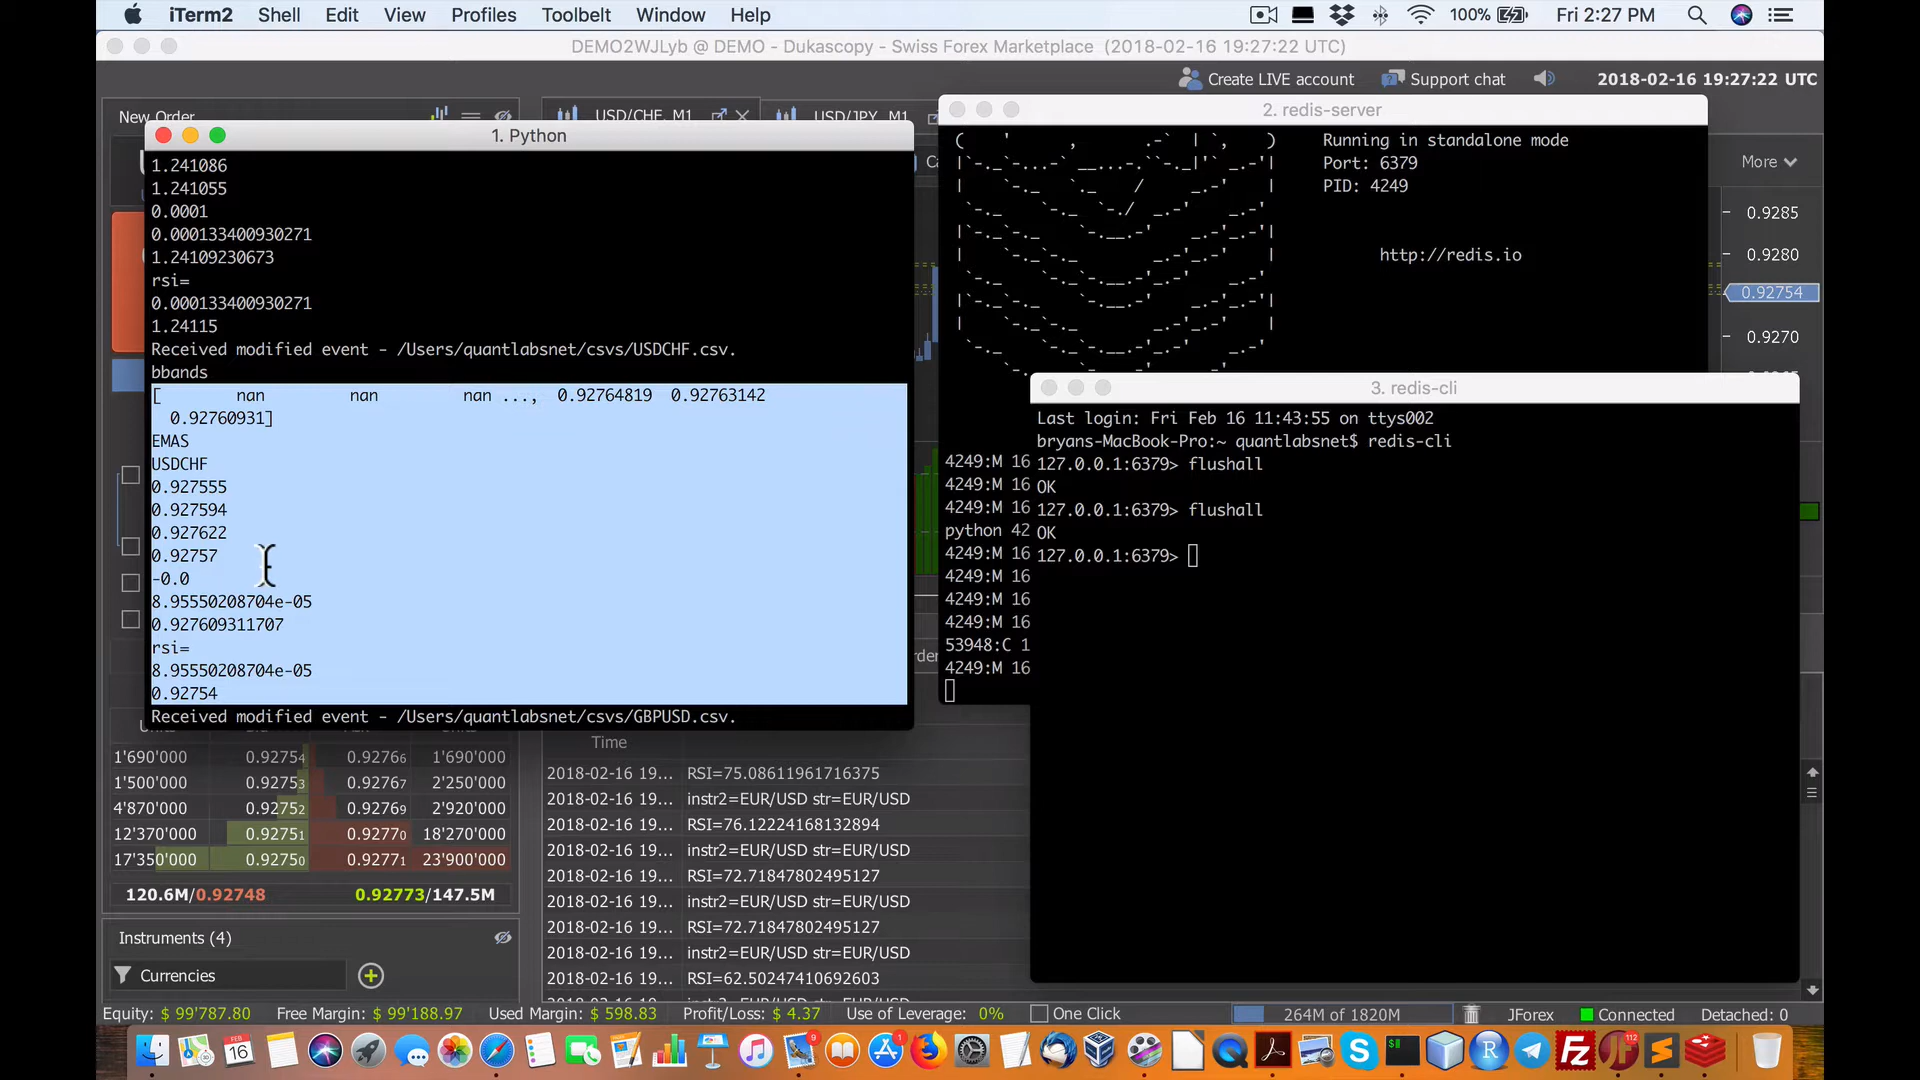 iTerm2 Shell Edit View Profiles Toolbelt Window Help 100% Fri 2:27 PM
DEMO2WJLyb @ DEMO - Dukascopy - Swiss Forex Marketplace (2018-02-16 19:27:22 UTC)
Create LIVE account Support chat 2018-02-16 19:27:22 UTC
New Order
USD/CHF, M1 USD/JPY, M1
More
0.9285
0.9280
0.92754
0.9270
1. Python
1.241086
1.241055
0.0001
0.000133400930271
1.24109230673
rsi=
0.000133400930271
1.24115
Received modified event - /Users/quantlabsnet/csvs/USDCHF.csv.
bbands
[ nan nan nan ..., 0.92764819 0.92763142
0.92760931]
EMAS
USDCHF
0.927555
0.927594
0.927622
0.92757
-0.0
8.95550208704e-05
0.927609311707
rsi=
8.95550208704e-05
0.92754
Received modified event - /Users/quantlabsnet/csvs/GBPUSD.csv.
2. redis-server
Running in standalone mode
Port: 6379
PID: 4249
http://redis.io
4249:M 16
4249:M 16
4249:M 16
python 42
4249:M 16
4249:M 16
4249:M 16
4249:M 16
53948:C 1
4249:M 16
3. redis-cli
Last login: Fri Feb 16 11:43:55 on ttys002
bryans-MacBook-Pro:~ quantlabsnet$ redis-cli
127.0.0.1:6379> flushall
OK
127.0.0.1:6379> flushall
OK
127.0.0.1:6379>
1'690'000 0.92754 0.92766 1'690'000
1'500'000 0.92753 0.92767 2'250'000
4'870'000 0.92752 0.92769 2'920'000
12'370'000 0.92751 0.92770 18'270'000
17'350'000 0.92750 0.92771 23'900'000
120.6M/0.92748 0.92773/147.5M
Instruments (4)
Currencies
Time
2018-02-16 19... RSI=75.08611961716375
2018-02-16 19... instr2=EUR/USD str=EUR/USD
2018-02-16 19... RSI=76.12224168132894
2018-02-16 19... instr2=EUR/USD str=EUR/USD
2018-02-16 19... RSI=72.71847802495127
2018-02-16 19... instr2=EUR/USD str=EUR/USD
2018-02-16 19... RSI=72.71847802495127
2018-02-16 19... instr2=EUR/USD str=EUR/USD
2018-02-16 19... RSI=62.50247410692603
Equity: $ 99'787.80 Free Margin: $ 99'188.97 Used Margin: $ 598.83 Profit/Loss: $ 4.37 Use of Leverage: 0% One Click 264M of 1820M JForex Connected Detached: 0
FEB
16
9
1
112